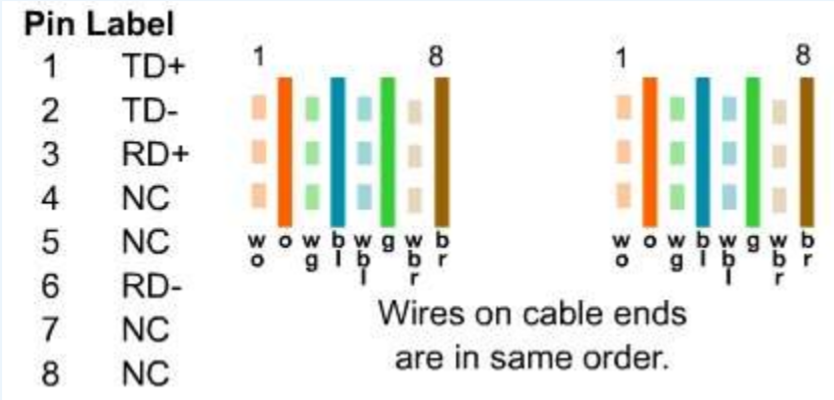 Pin Label
1 TD+
2 TD-
3 RD+
4 NC
5 NC
6 RD-
7 NC
8 NC
1 8
wo o wg bl wbl g wbr br
1 8
wo o wg bl wbl g wbr br
Wires on cable ends
are in same order.